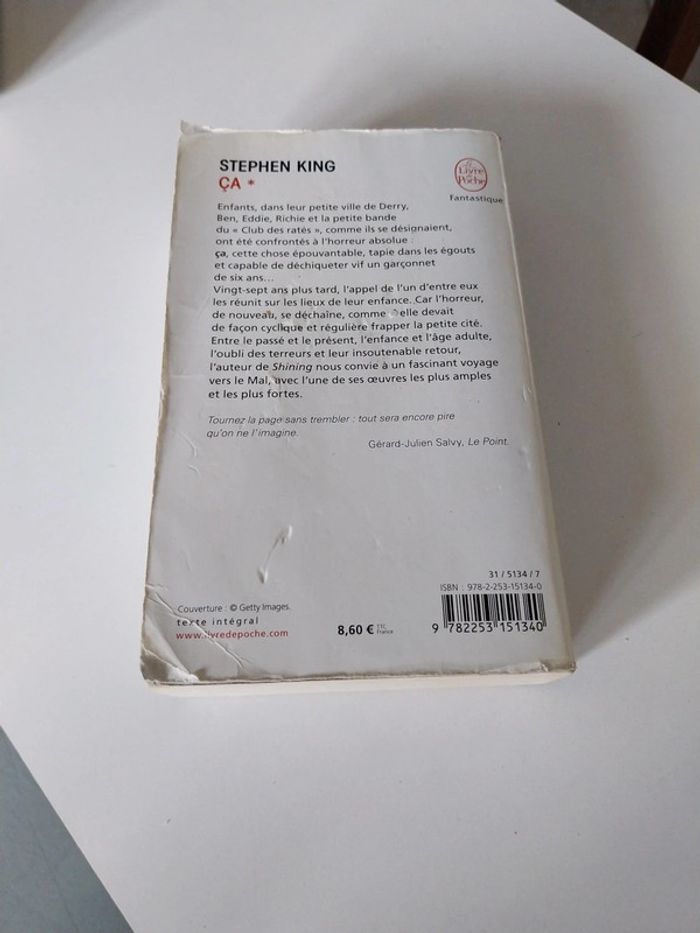 STEPHEN KING
ÇA *
Le
Livre
de
Poche
Fantastique
Enfants, dans leur petite ville de Derry,
Ben, Eddie, Richie et la petite bande
du « Club des ratés », comme ils se désignaient,
ont été confrontés à l'horreur absolue :
ça, cette chose épouvantable, tapie dans les égouts
et capable de déchiqueter vif un garçonnet
de six ans...
Vingt-sept ans plus tard, l'appel de l'un d'entre eux
les réunit sur les lieux de leur enfance. Car l'horreur,
de nouveau, se déchaîne, comme elle devait
de façon cyclique et régulière frapper la petite cité.
Entre le passé et le présent, l'enfance et l'âge adulte,
l'oubli des terreurs et leur insoutenable retour,
l'auteur de Shining nous convie à un fascinant voyage
vers le Mal, avec l'une de ses œuvres les plus amples
et les plus fortes.
Tournez la page sans trembler : tout sera encore pire
qu'on ne l'imagine.
Gérard-Julien Salvy, Le Point.
31 / 5134 / 7
ISBN : 978-2-253-15134-0
Couverture : © Getty Images.
texte intégral
www.livredepoche.com
8,60 € TTC France
9 782253 151340